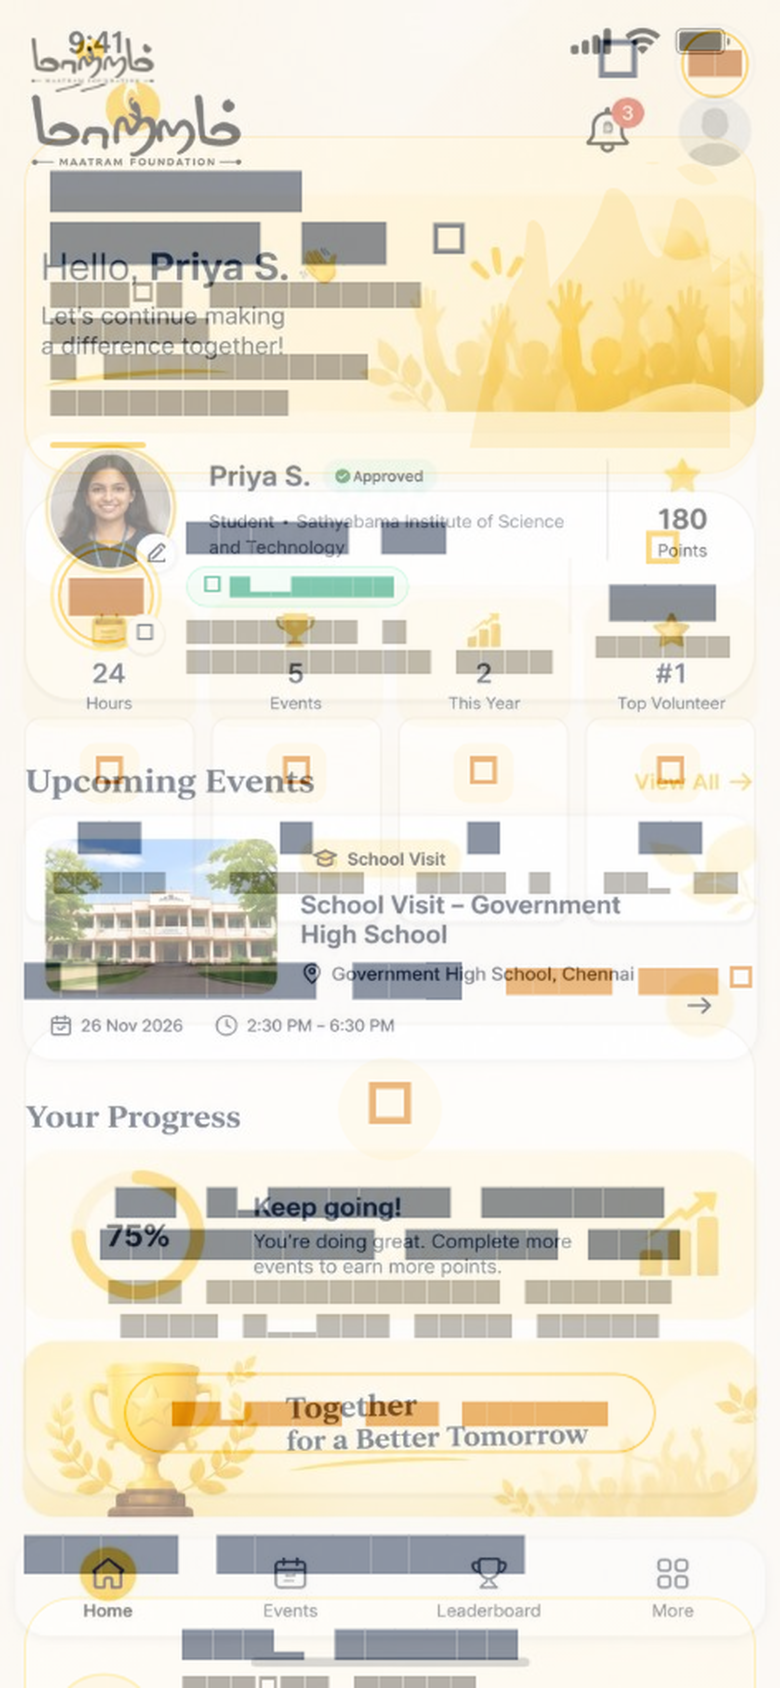 9:41
மாற்றம்
மாற்றம்
MAATRAM FOUNDATION
3
Hello, Priya S. 👋
Let's continue making
a difference together!
Priya S.
Approved
Student • Sathyabama Institute of Science
and Technology
180
Points
24
Hours
5
Events
2
This Year
#1
Top Volunteer
Upcoming Events
View All →
School Visit
School Visit – Government
High School
Government High School, Chennai
26 Nov 2026
2:30 PM – 6:30 PM
Your Progress
75%
Keep going!
You're doing great. Complete more
events to earn more points.
Together
for a Better Tomorrow
Home
Events
Leaderboard
More